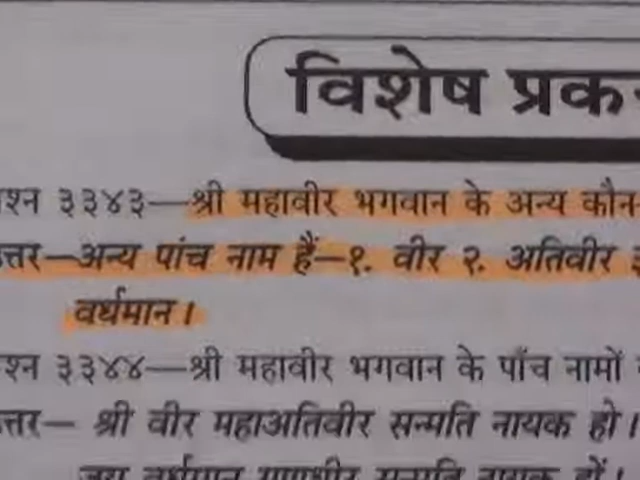 विशेष प्रक
श्न ३३४३—श्री महावीर भगवान के अन्य कौन
त्तर—अन्य पांच नाम हैं—१. वीर २. अतिवीर
वर्धमान।
श्न ३३४४—श्री महावीर भगवान के पाँच नामों
त्तर— श्री वीर महाअतिवीर सन्मति नायक हो।